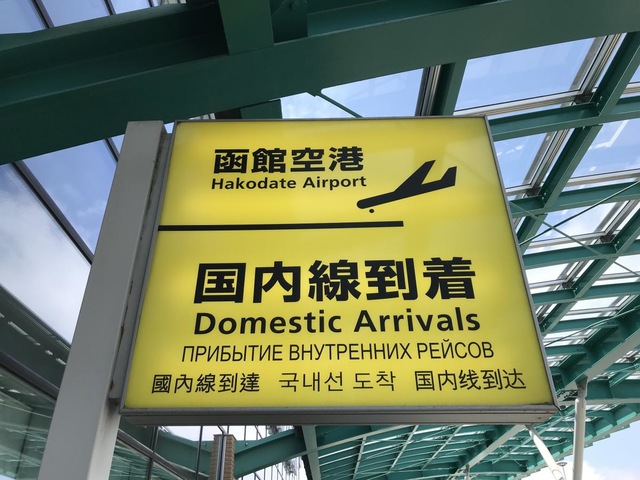 函館空港
Hakodate Airport
国内線到着
Domestic Arrivals
ПРИБЫТИЕ ВНУТРЕННИХ РЕЙСОВ
國內線到達 국내선 도착 国内线到达